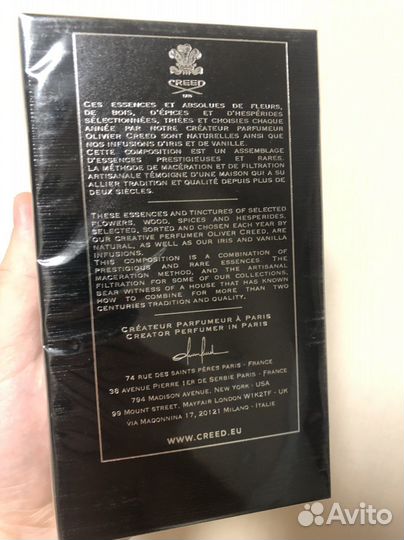 CREED
CES ESSENCES ET ABSOLUES DE FLEURS,
DE BOIS, D'ÉPICES ET D'HESPÉRIDES
SÉLECTIONNÉES, TRIÉES ET CHOISIES CHAQUE
ANNÉE PAR NOTRE CRÉATEUR PARFUMEUR
OLIVIER CREED SONT NATURELLES AINSI QUE
NOS INFUSIONS D'IRIS ET DE VANILLE.
CETTE COMPOSITION EST UN ASSEMBLAGE
D'ESSENCES PRESTIGIEUSES ET RARES.
LA MÉTHODE DE MACÉRATION ET DE FILTRATION
ARTISANALE TÉMOIGNE D'UNE MAISON QUI A SU
ALLIER TRADITION ET QUALITÉ DEPUIS PLUS DE
DEUX SIÈCLES.
THESE ESSENCES AND TINCTURES OF SELECTED
FLOWERS, WOOD, SPICES AND HESPERIDES,
SELECTED, SORTED AND CHOSEN EACH YEAR BY
OUR CREATIVE PERFUMER OLIVER CREED, ARE
NATURAL, AS WELL AS OUR IRIS AND VANILLA
INFUSIONS.
THIS COMPOSITION IS A COMBINATION OF
PRESTIGIOUS AND RARE ESSENCES. THE
MACERATION METHOD, AND THE ARTISANAL
FILTRATION FOR SOME OF OUR COLLECTIONS,
BEAR WITNESS OF A HOUSE THAT HAS KNOWN
HOW TO COMBINE FOR MORE THAN TWO
CENTURIES TRADITION AND QUALITY.
CRÉATEUR PARFUMEUR À PARIS
CREATOR PERFUMER IN PARIS
74 RUE DES SAINTS PÈRES PARIS - FRANCE
38 AVENUE PIERRE 1ER DE SERBIE PARIS - FRANCE
794 MADISON AVENUE, NEW YORK - USA
99 MOUNT STREET, MAYFAIR LONDON W1K2TF - UK
VIA MADONNINA 17, 20121 MILANO - ITALIE
WWW.CREED.EU
Avito